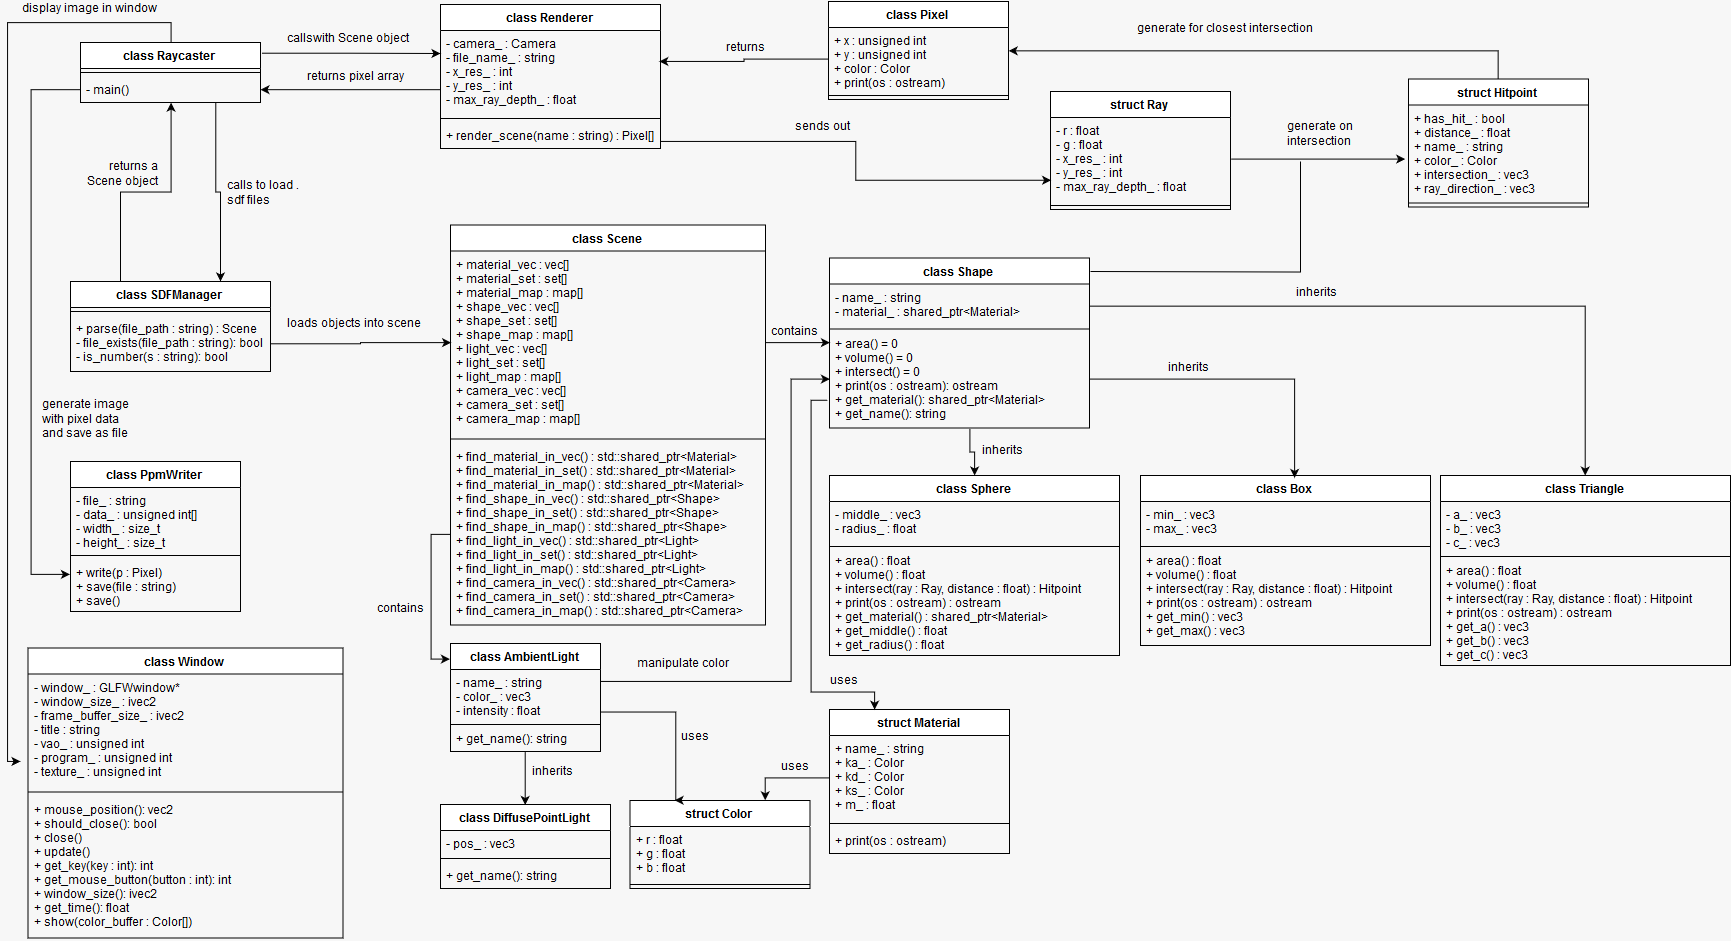 display image in window
class Raycaster
- main()
callswith Scene object
returns pixel array
class Renderer
- camera_ : Camera
- file_name_ : string
- x_res_ : int
- y_res_ : int
- max_ray_depth_ : float
+ render_scene(name : string) : Pixel[]
returns
class Pixel
+ x : unsigned int
+ y : unsigned int
+ color : Color
+ print(os : ostream)
generate for closest intersection
sends out
struct Ray
- r : float
- g : float
- x_res_ : int
- y_res_ : int
- max_ray_depth_ : float
generate on
intersection
struct Hitpoint
+ has_hit_ : bool
+ distance_ : float
+ name_ : string
+ color_ : Color
+ intersection_ : vec3
+ ray_direction_ : vec3
returns a
Scene object
calls to load .
sdf files
class SDFManager
+ parse(file_path : string) : Scene
- file_exists(file_path : string): bool
- is_number(s : string): bool
loads objects into scene
class Scene
+ material_vec : vec[]
+ material_set : set[]
+ material_map : map[]
+ shape_vec : vec[]
+ shape_set : set[]
+ shape_map : map[]
+ light_vec : vec[]
+ light_set : set[]
+ light_map : map[]
+ camera_vec : vec[]
+ camera_set : set[]
+ camera_map : map[]
+ find_material_in_vec() : std::shared_ptr<Material>
+ find_material_in_set() : std::shared_ptr<Material>
+ find_material_in_map() : std::shared_ptr<Material>
+ find_shape_in_vec() : std::shared_ptr<Shape>
+ find_shape_in_set() : std::shared_ptr<Shape>
+ find_shape_in_map() : std::shared_ptr<Shape>
+ find_light_in_vec() : std::shared_ptr<Light>
+ find_light_in_set() : std::shared_ptr<Light>
+ find_light_in_map() : std::shared_ptr<Light>
+ find_camera_in_vec() : std::shared_ptr<Camera>
+ find_camera_in_set() : std::shared_ptr<Camera>
+ find_camera_in_map() : std::shared_ptr<Camera>
contains
class Shape
- name_ : string
- material_ : shared_ptr<Material>
+ area() = 0
+ volume() = 0
+ intersect() = 0
+ print(os : ostream): ostream
+ get_material(): shared_ptr<Material>
+ get_name(): string
inherits
inherits
inherits
generate image
with pixel data
and save as file
class PpmWriter
- file_ : string
- data_ : unsigned int[]
- width_ : size_t
- height_ : size_t
+ write(p : Pixel)
+ save(file : string)
+ save()
class Sphere
- middle_ : vec3
- radius_ : float
+ area() : float
+ volume() : float
+ intersect(ray : Ray, distance : float) : Hitpoint
+ print(os : ostream) : ostream
+ get_material() : shared_ptr<Material>
+ get_middle() : float
+ get_radius() : float
class Box
- min_ : vec3
- max_ : vec3
+ area() : float
+ volume() : float
+ intersect(ray : Ray, distance : float) : Hitpoint
+ print(os : ostream) : ostream
+ get_min() : vec3
+ get_max() : vec3
class Triangle
- a_ : vec3
- b_ : vec3
- c_ : vec3
+ area() : float
+ volume() : float
+ intersect(ray : Ray, distance : float) : Hitpoint
+ print(os : ostream) : ostream
+ get_a() : vec3
+ get_b() : vec3
+ get_c() : vec3
contains
class AmbientLight
- name_ : string
- color_ : vec3
- intensity : float
+ get_name(): string
manipulate color
uses
uses
inherits
class DiffusePointLight
- pos_ : vec3
+ get_name(): string
struct Color
+ r : float
+ g : float
+ b : float
uses
struct Material
+ name_ : string
+ ka_ : Color
+ kd_ : Color
+ ks_ : Color
+ m_ : float
+ print(os : ostream)
class Window
- window_ : GLFWwindow*
- window_size_ : ivec2
- frame_buffer_size_ : ivec2
- title : string
- vao_ : unsigned int
- program_ : unsigned int
- texture_ : unsigned int
+ mouse_position(): vec2
+ should_close(): bool
+ close()
+ update()
+ get_key(key : int): int
+ get_mouse_button(button : int): int
+ window_size(): ivec2
+ get_time(): float
+ show(color_buffer : Color[])